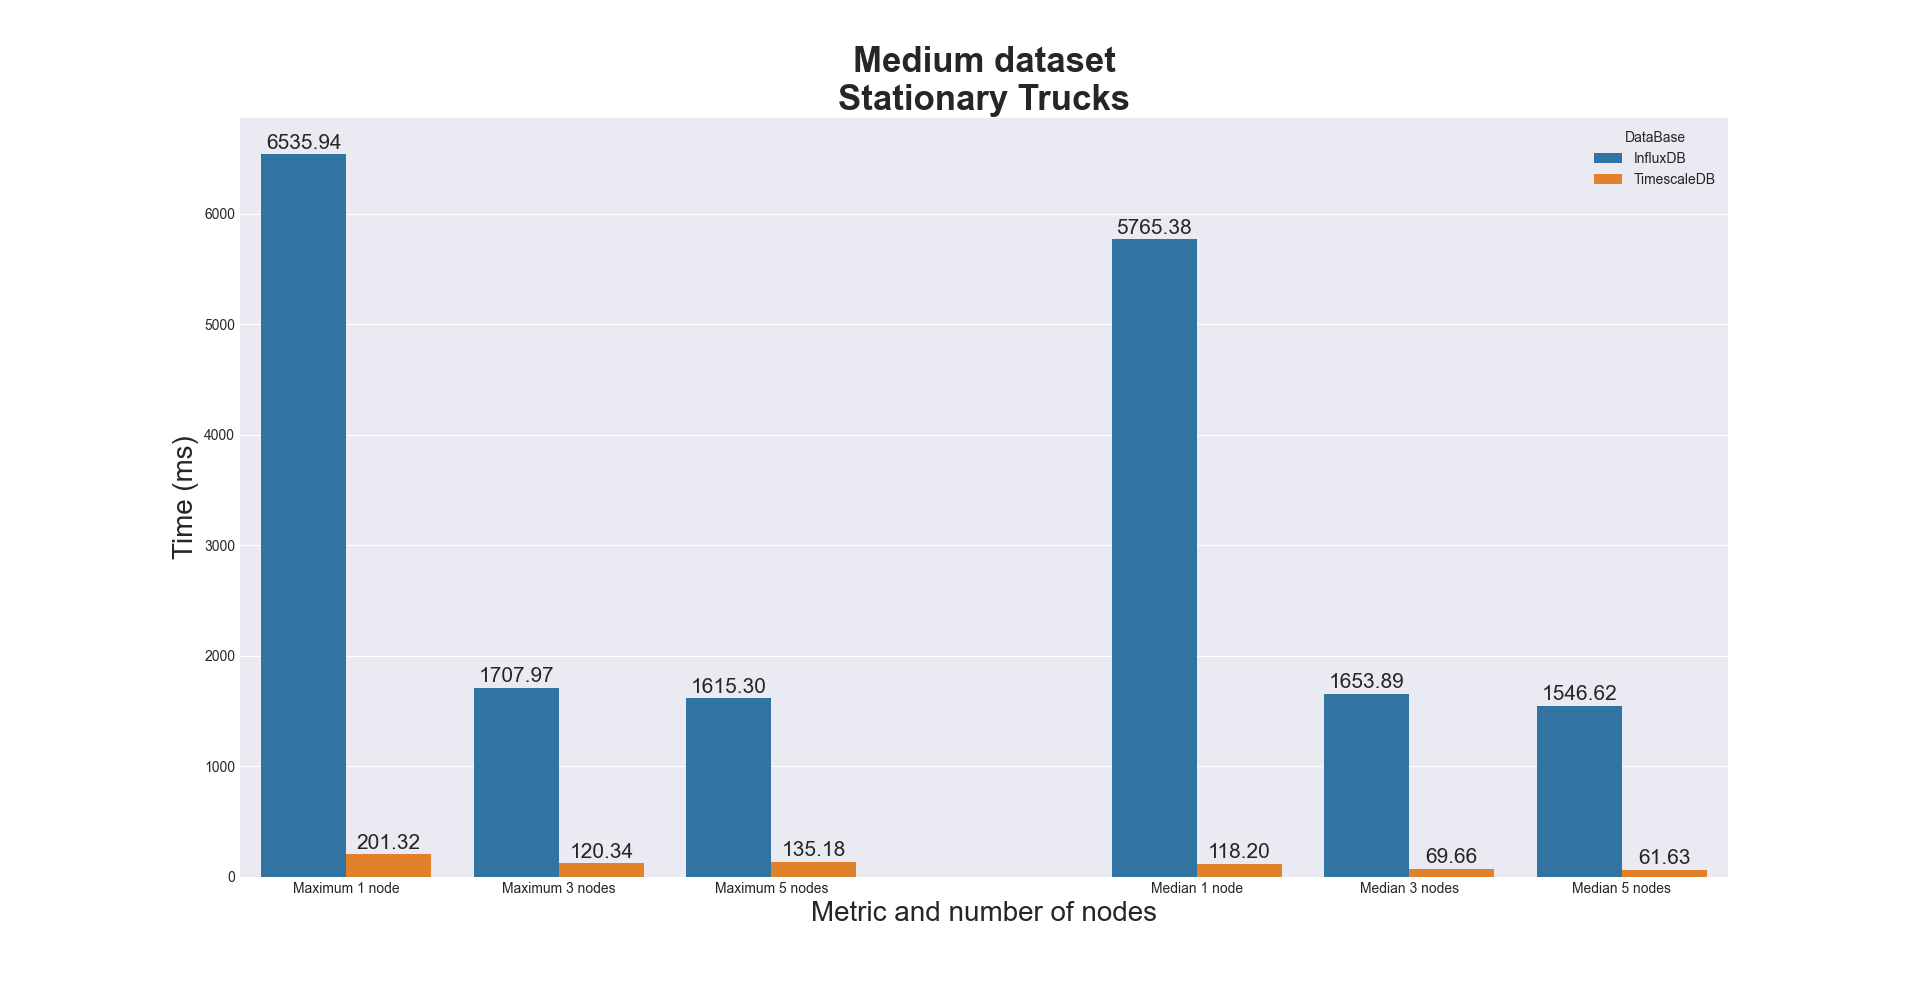 Medium dataset
Stationary Trucks
DataBase
InfluxDB
TimescaleDB
Time (ms)
6000
5000
4000
3000
2000
1000
0
6535.94
201.32
1707.97
120.34
1615.30
135.18
5765.38
118.20
1653.89
69.66
1546.62
61.63
Maximum 1 node
Maximum 3 nodes
Maximum 5 nodes
Median 1 node
Median 3 nodes
Median 5 nodes
Metric and number of nodes